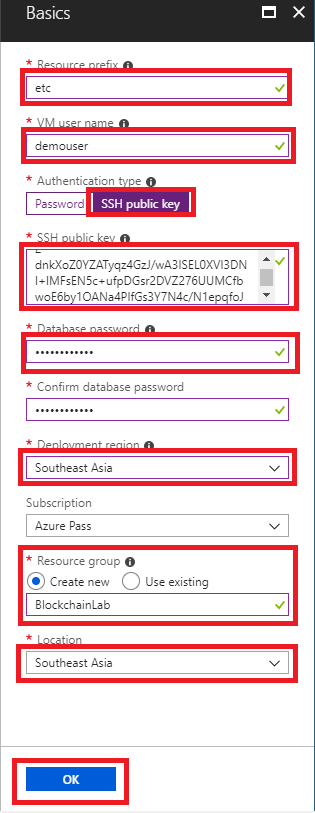 Basics
* Resource prefix
etc
* VM user name
demouser
* Authentication type
Password SSH public key
* SSH public key
dnkXoZ0YZATyqz4GzJ/wA3ISEL0XVI3DN
I+IMFsEN5c+ufpDGsr2DVZ276UUMCfb
woE6by1OANa4PIfGs3Y7N4c/N1epqfoJ
* Database password
••••••••••••
* Confirm database password
••••••••••••
* Deployment region
Southeast Asia
Subscription
Azure Pass
* Resource group
Create new Use existing
BlockchainLab
* Location
Southeast Asia
OK